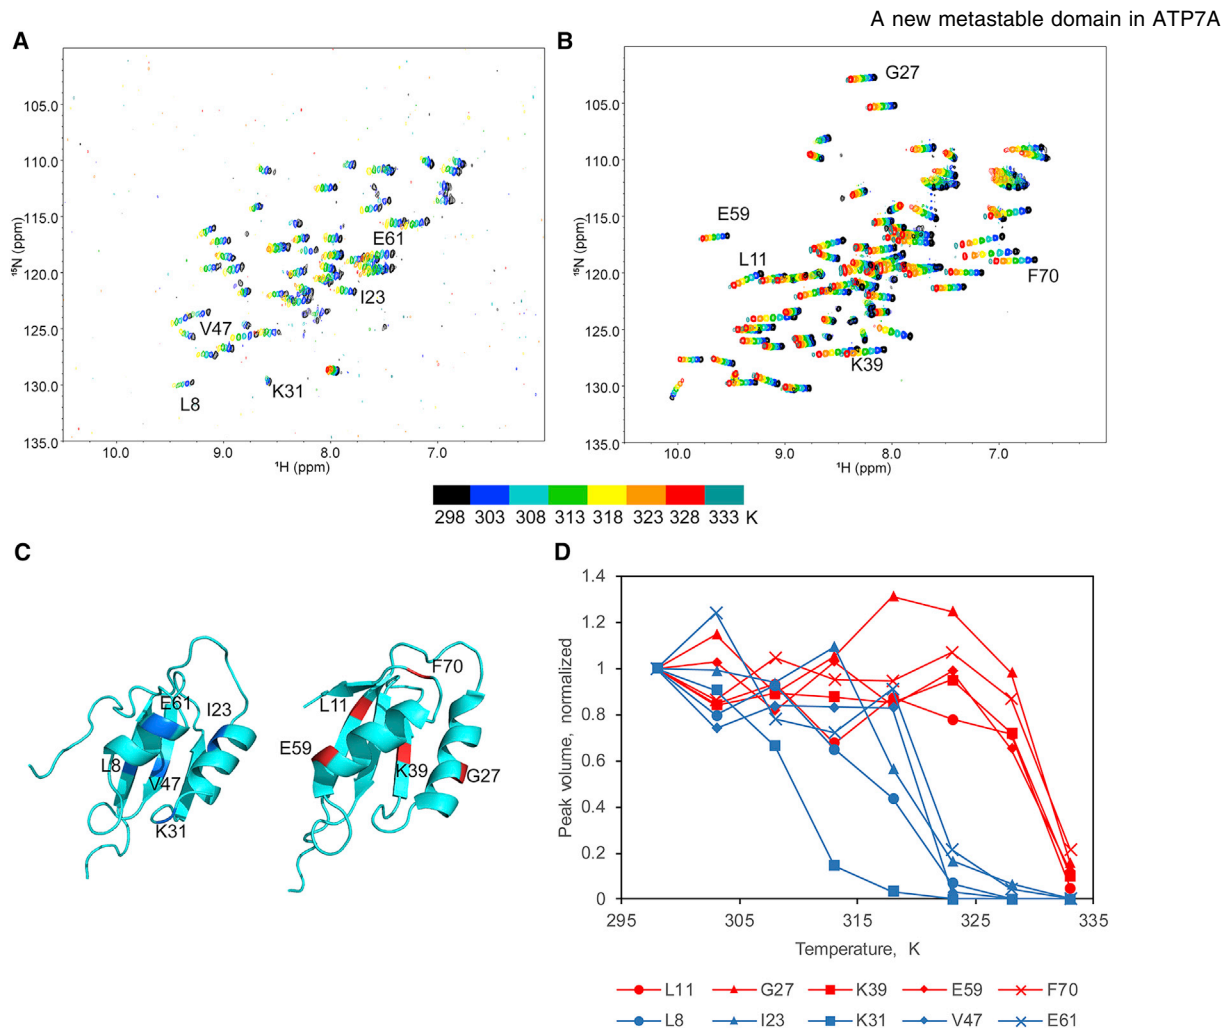 A new metastable domain in ATP7A
A
B
105.0
110.0
115.0
120.0
125.0
130.0
135.0
¹⁵N (ppm)
E61
I23
V47
L8
K31
10.0 9.0 8.0 7.0
¹H (ppm)
105.0
110.0
115.0
120.0
125.0
130.0
135.0
¹⁵N (ppm)
G27
E59
L11
F70
K39
10.0 9.0 8.0 7.0
¹H (ppm)
298 303 308 313 318 323 328 333 K
C
E61
I23
L8
V47
K31
F70
L11
E59
K39
G27
D
Peak volume, normalized
1.4
1.2
1
0.8
0.6
0.4
0.2
0
295 305 315 325 335
Temperature, K
L11 G27 K39 E59 F70
L8 I23 K31 V47 E61